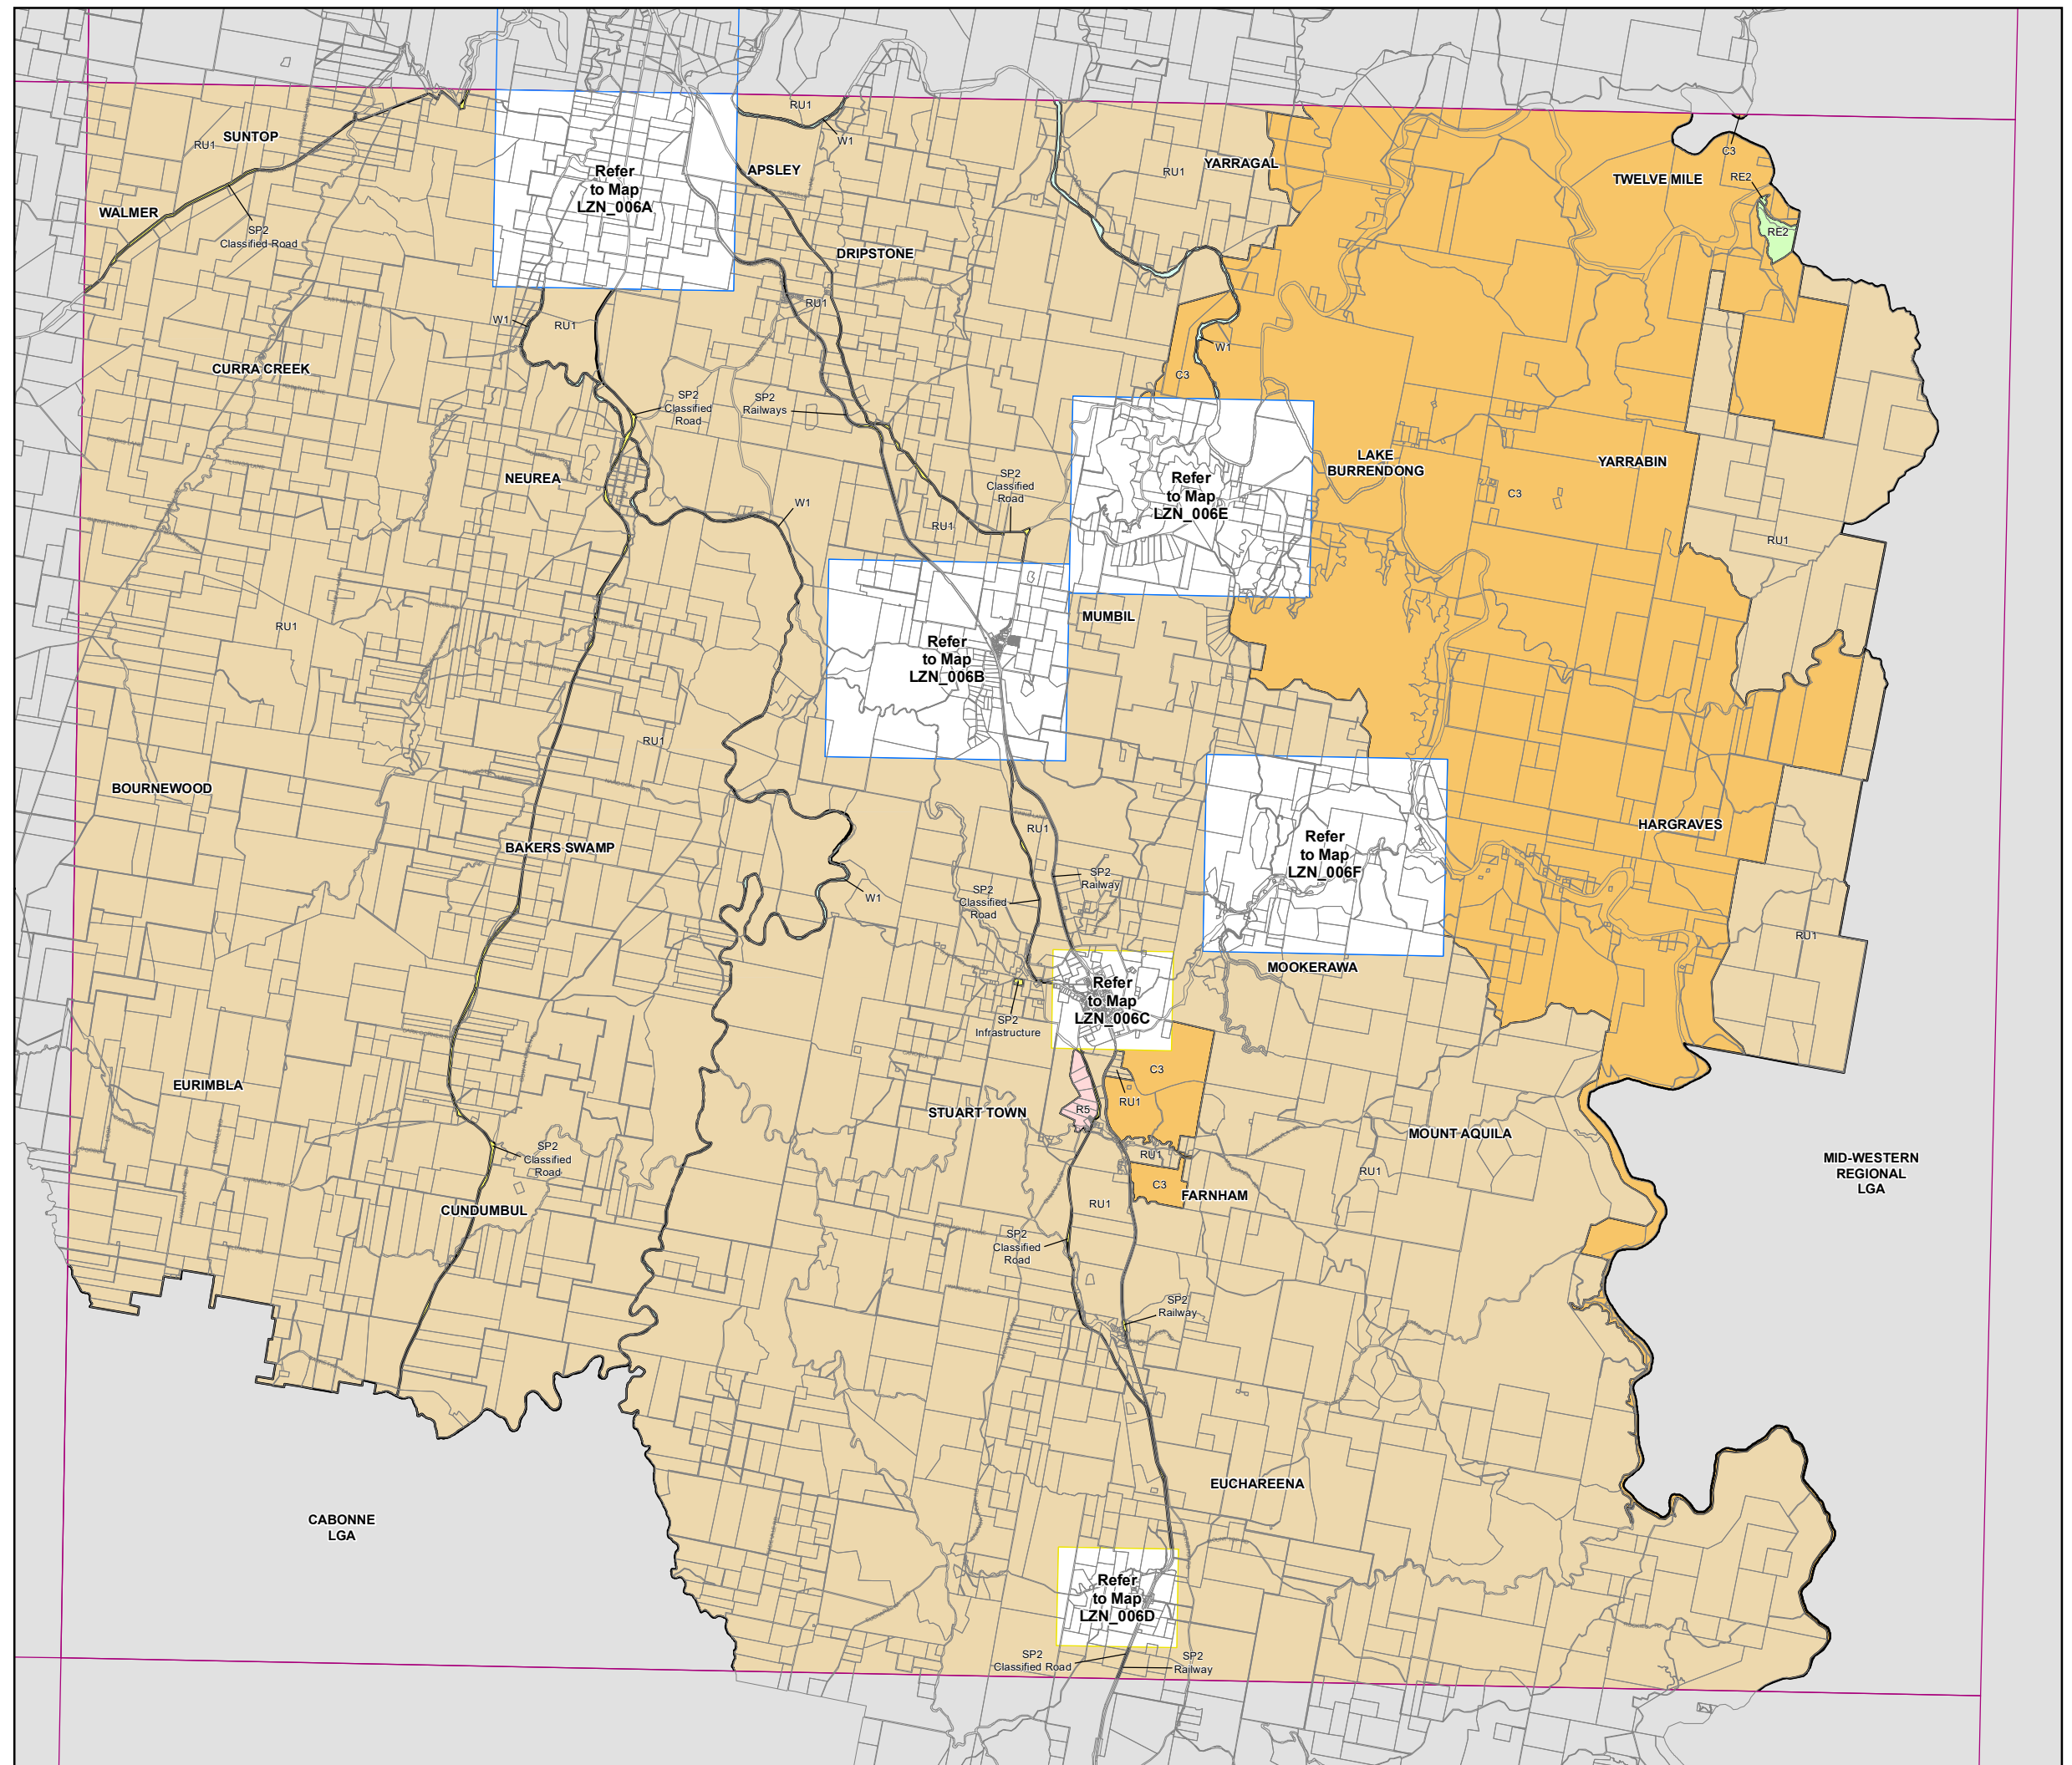 RU1
SUNTOP
RU1
W1
APSLEY
YARRAGAL
RU1
TWELVE MILE
C3
RE2
RE2
Refer
to Map
LZN_006A
WALMER
SP2
Classified Road
DRIPSTONE
RU1
W1
RU1
W1
C3
CURRA CREEK
SP2
Classified
Road
SP2
Railways
NEUREA
LAKE
BURRENDONG
YARRABIN
C3
SP2
Classified
Road
Refer
to Map
LZN_006E
W1
RU1
RU1
RU1
MUMBIL
Refer
to Map
LZN_006B
RU1
BOURNEWOOD
BAKERS SWAMP
RU1
HARGRAVES
Refer
to Map
LZN_006F
SP2
Railway
SP2
Classified
Road
W1
RU1
MOOKERAWA
Refer
to Map
LZN_006C
SP2
Infrastructure
EURIMBLA
STUART TOWN
C3
R5
RU1
MOUNT AQUILA
RU1
RU1
MID-WESTERN
REGIONAL
LGA
SP2
Classified
Road
C3
FARNHAM
RU1
CUNDUMBUL
SP2
Classified
Road
SP2
Railway
EUCHAREENA
CABONNE
LGA
Refer
to Map
LZN_006D
SP2
Classified Road
SP2
Railway